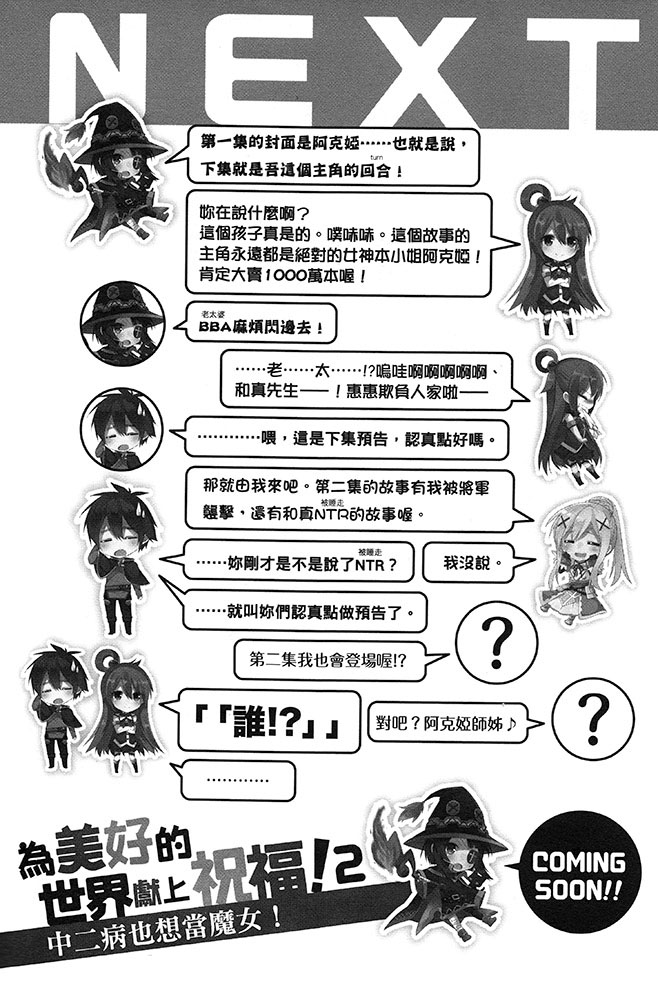 NEXT
第一集的封面是阿克婭……也就是說，
turn
下集就是吾這個主角的回合！
妳在說什麼啊？
這個孩子真是的。噗哧哧。這個故事的
主角永遠都是絕對的女神本小姐阿克婭！
肯定大賣1000萬本喔！
老太婆
BBA麻煩閃邊去！
……老……太……!?嗚哇啊啊啊啊啊、
和真先生——！惠惠欺負人家啦——
…………喂，這是下集預告，認真點好嗎。
那就由我來吧。第二集的故事有我被將軍
被睡走
襲擊，還有和真NTR的故事喔。
被睡走
……妳剛才是不是說了NTR？
我沒說。
……就叫妳們認真點做預告了。
第二集我也會登場喔!?
?
「「誰!?」」
對吧？阿克婭師姊♪
?
…………
為美好的
世界獻上祝福！2
中二病也想當魔女！
COMING
SOON!!